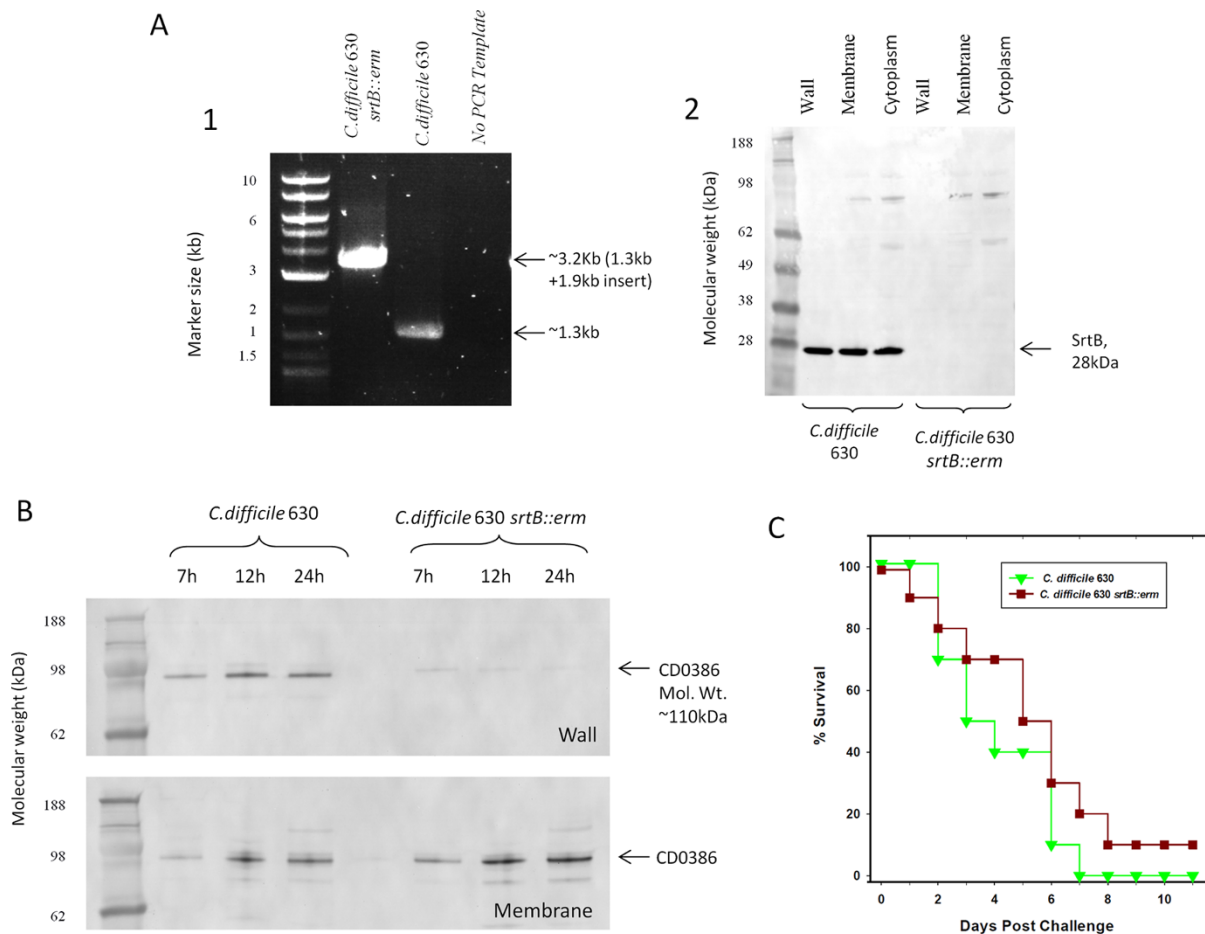 A
1
C.difficile 630
srtB::erm
C.difficile 630
No PCR Template
Marker size (kb)
10
6
3
2
1
1.5
~3.2Kb (1.3kb
+1.9kb insert)
~1.3kb
2
Wall
Membrane
Cytoplasm
Wall
Membrane
Cytoplasm
Molecular weight (kDa)
188
98
62
49
38
28
SrtB,
28kDa
C.difficile
630
C.difficile 630
srtB::erm
B
C.difficile 630
C.difficile 630 srtB::erm
7h
12h
24h
7h
12h
24h
Molecular weight (kDa)
188
98
62
CD0386
Mol. Wt.
~110kDa
Wall
188
98
62
CD0386
Membrane
C
C. difficile 630
C. difficile 630 srtB::erm
% Survival
100
80
60
40
20
0
0
2
4
6
8
10
Days Post Challenge